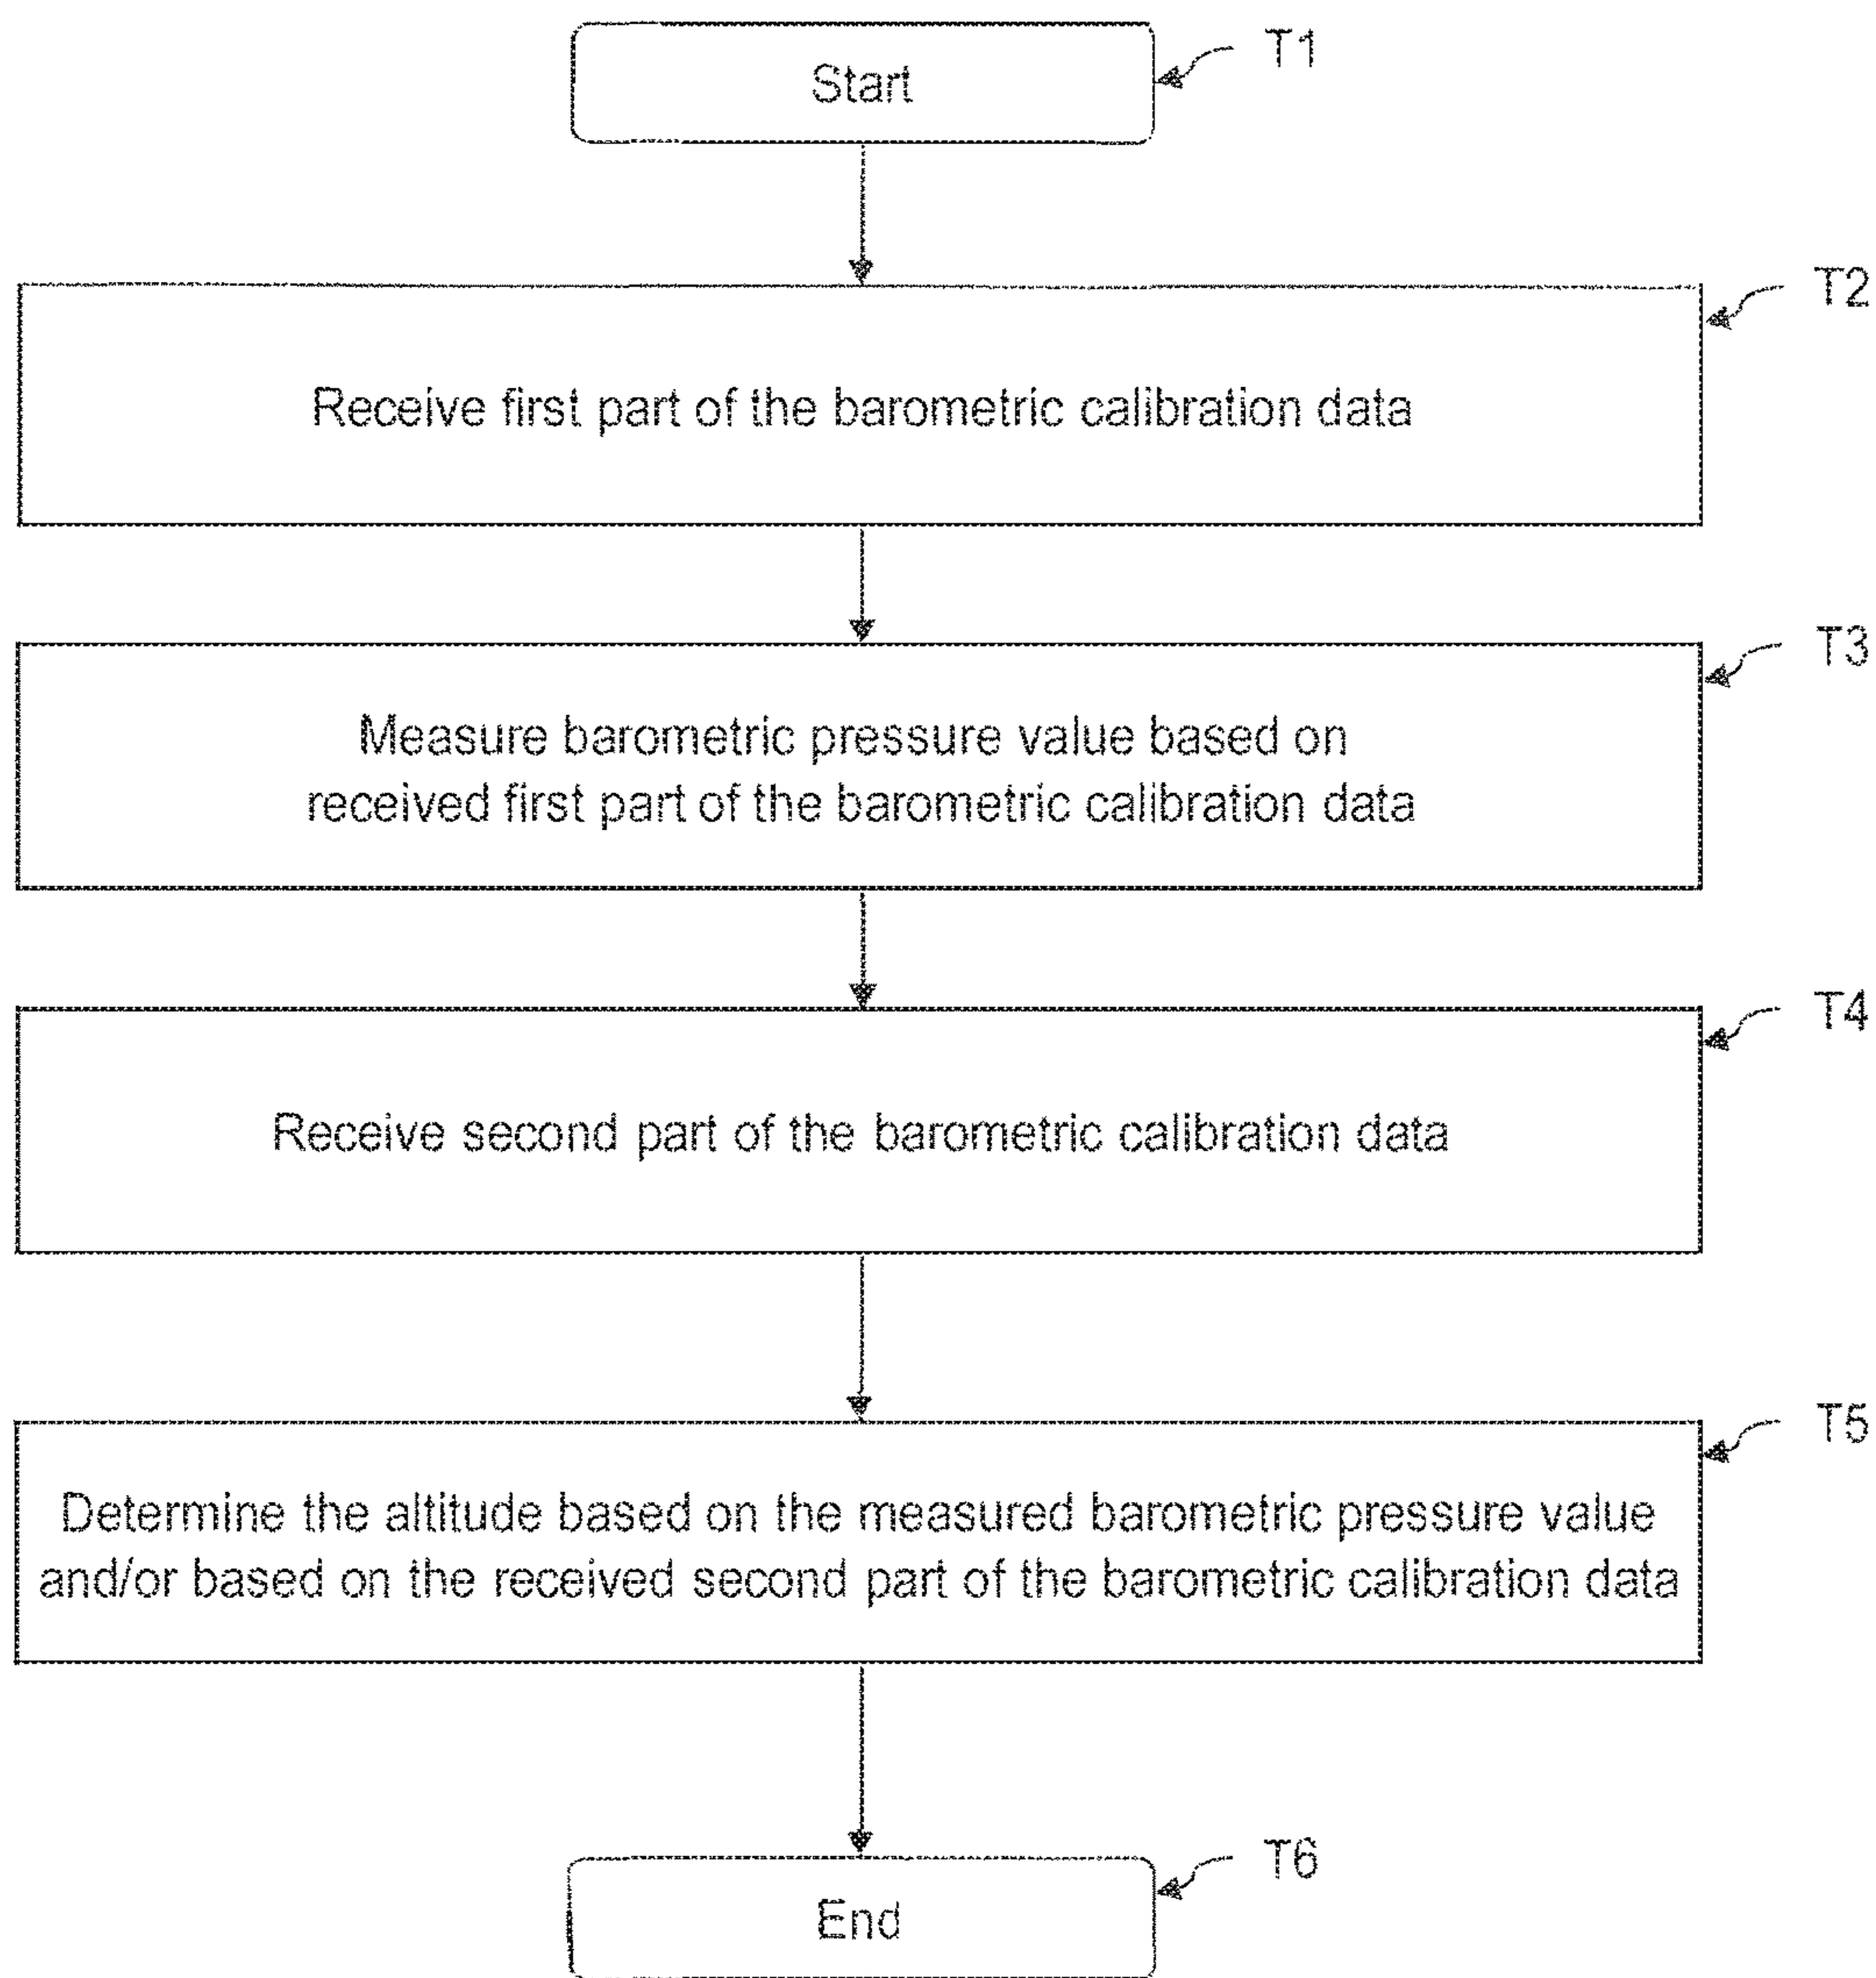 Start
T1
T2
Receive first part of the barometric calibration data
T3
Measure barometric pressure value based on
received first part of the barometric calibration data
T4
Receive second part of the barometric calibration data
T5
Determine the altitude based on the measured barometric pressure value
and/or based on the received second part of the barometric calibration data
T6
End